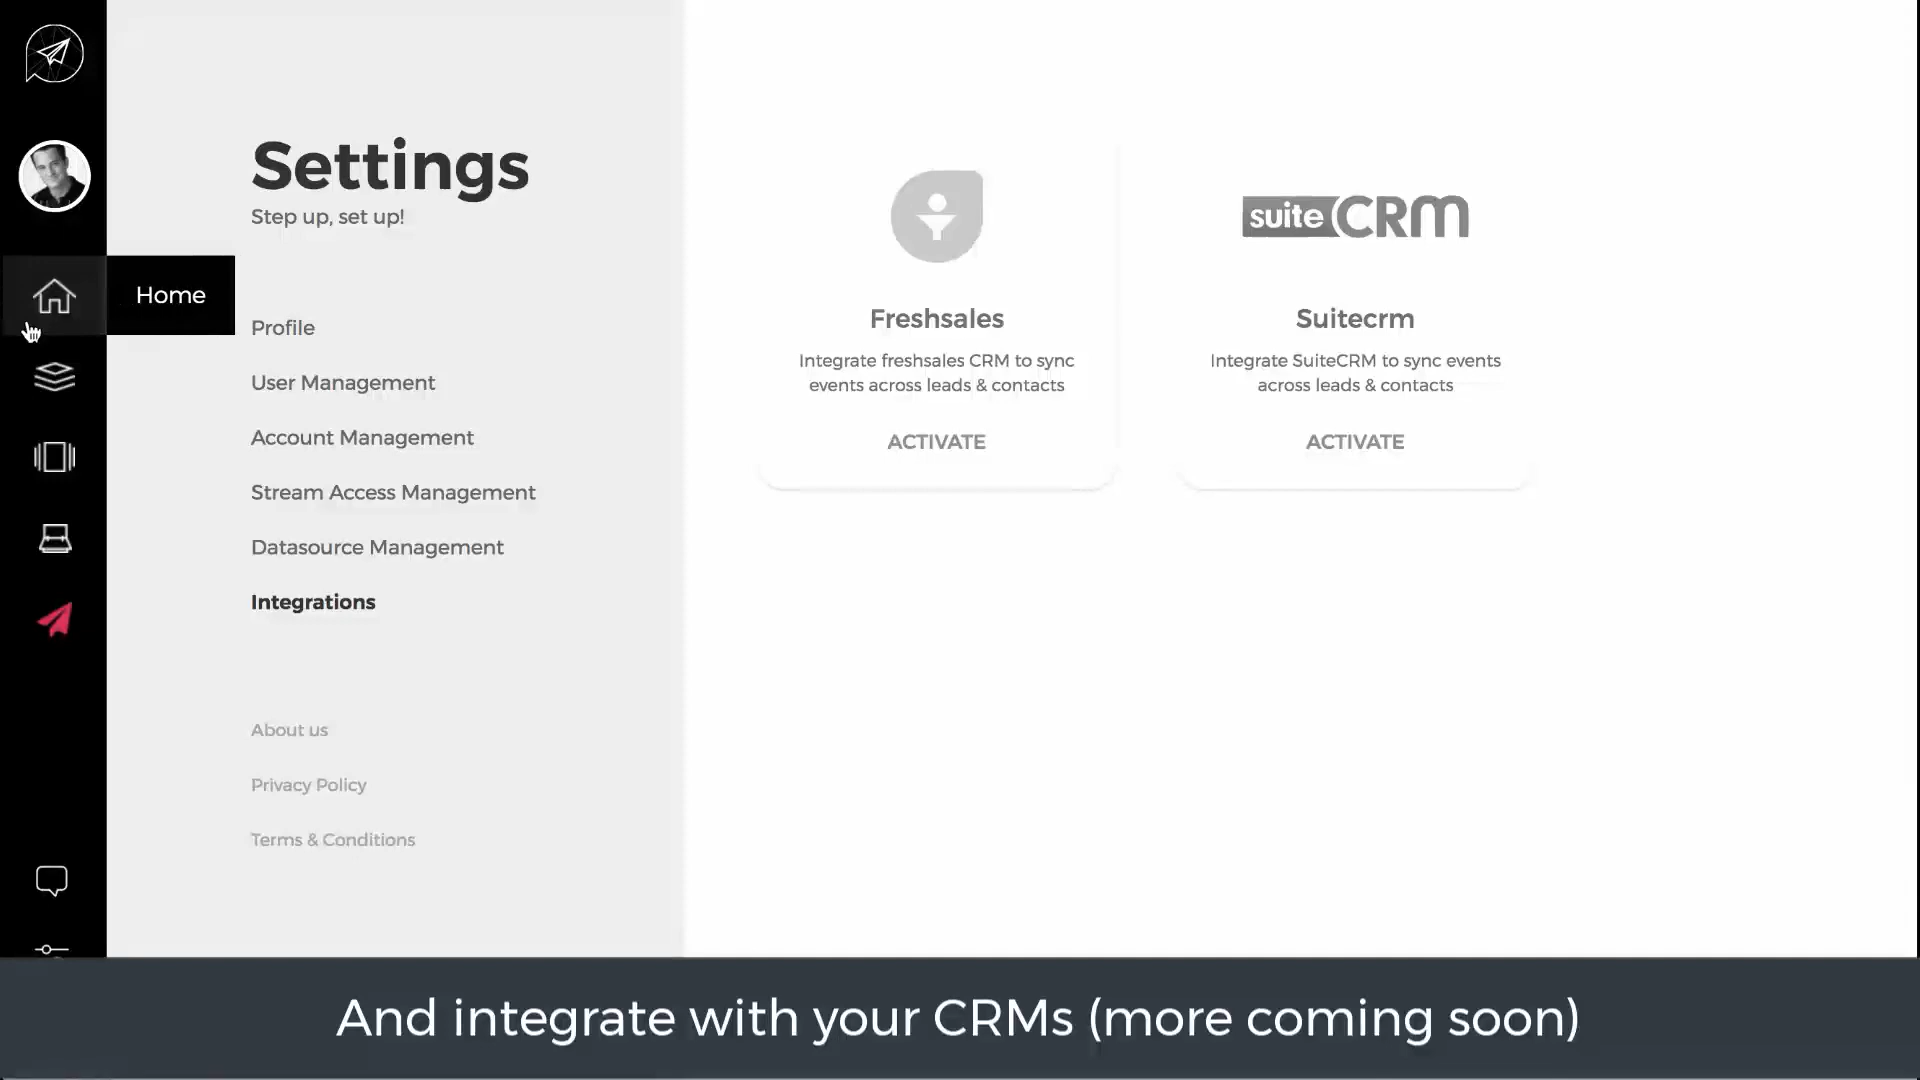 Settings
Step up, set up!
Home
Profile
User Management
Account Management
Stream Access Management
Datasource Management
Integrations
About us
Privacy Policy
Terms & Conditions
Freshsales
Integrate freshsales CRM to sync
events across leads & contacts
ACTIVATE
suiteCRM
Suitecrm
Integrate SuiteCRM to sync events
across leads & contacts
ACTIVATE
And integrate with your CRMs (more coming soon)